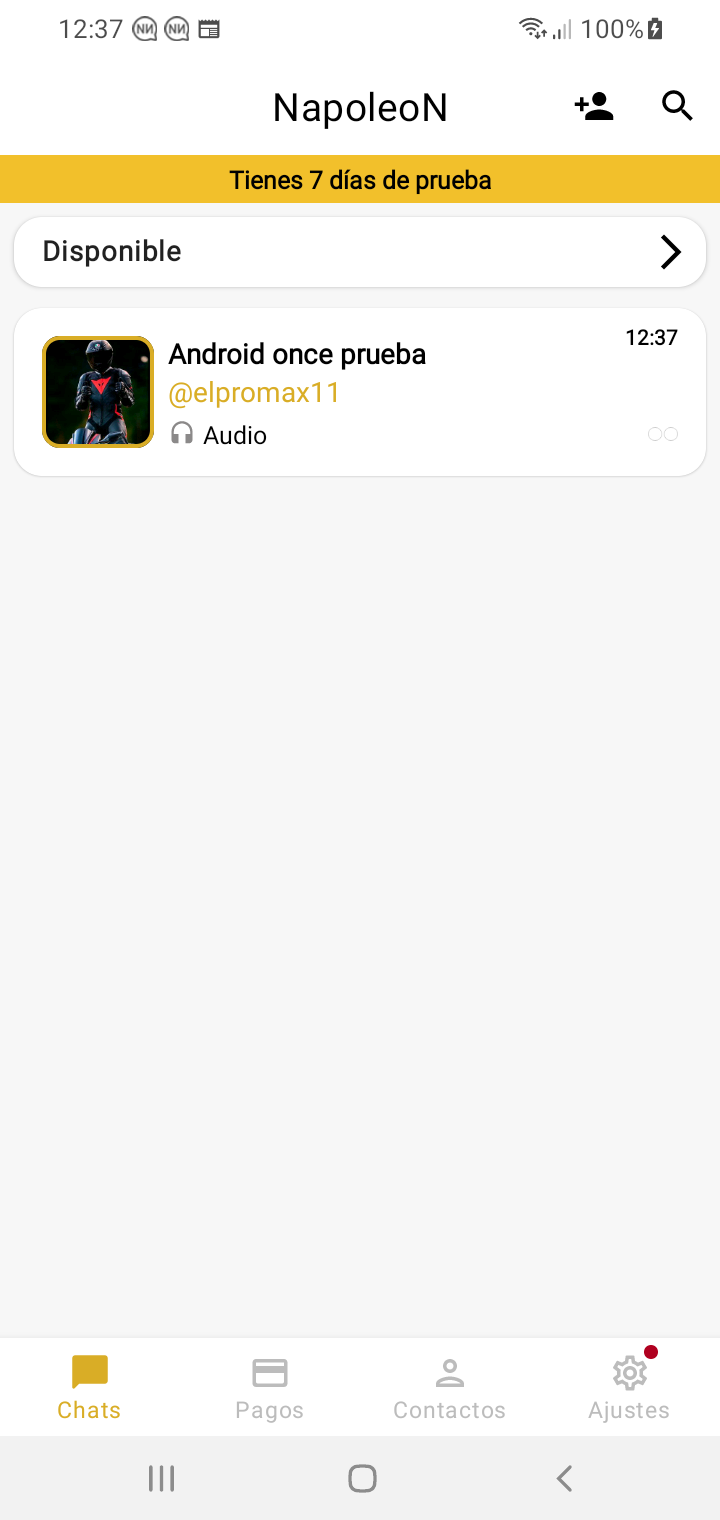 12:37 100%
NapoleoN
Tienes 7 días de prueba
Disponible
Android once prueba 12:37
@elpromax11
Audio
Chats Pagos Contactos Ajustes